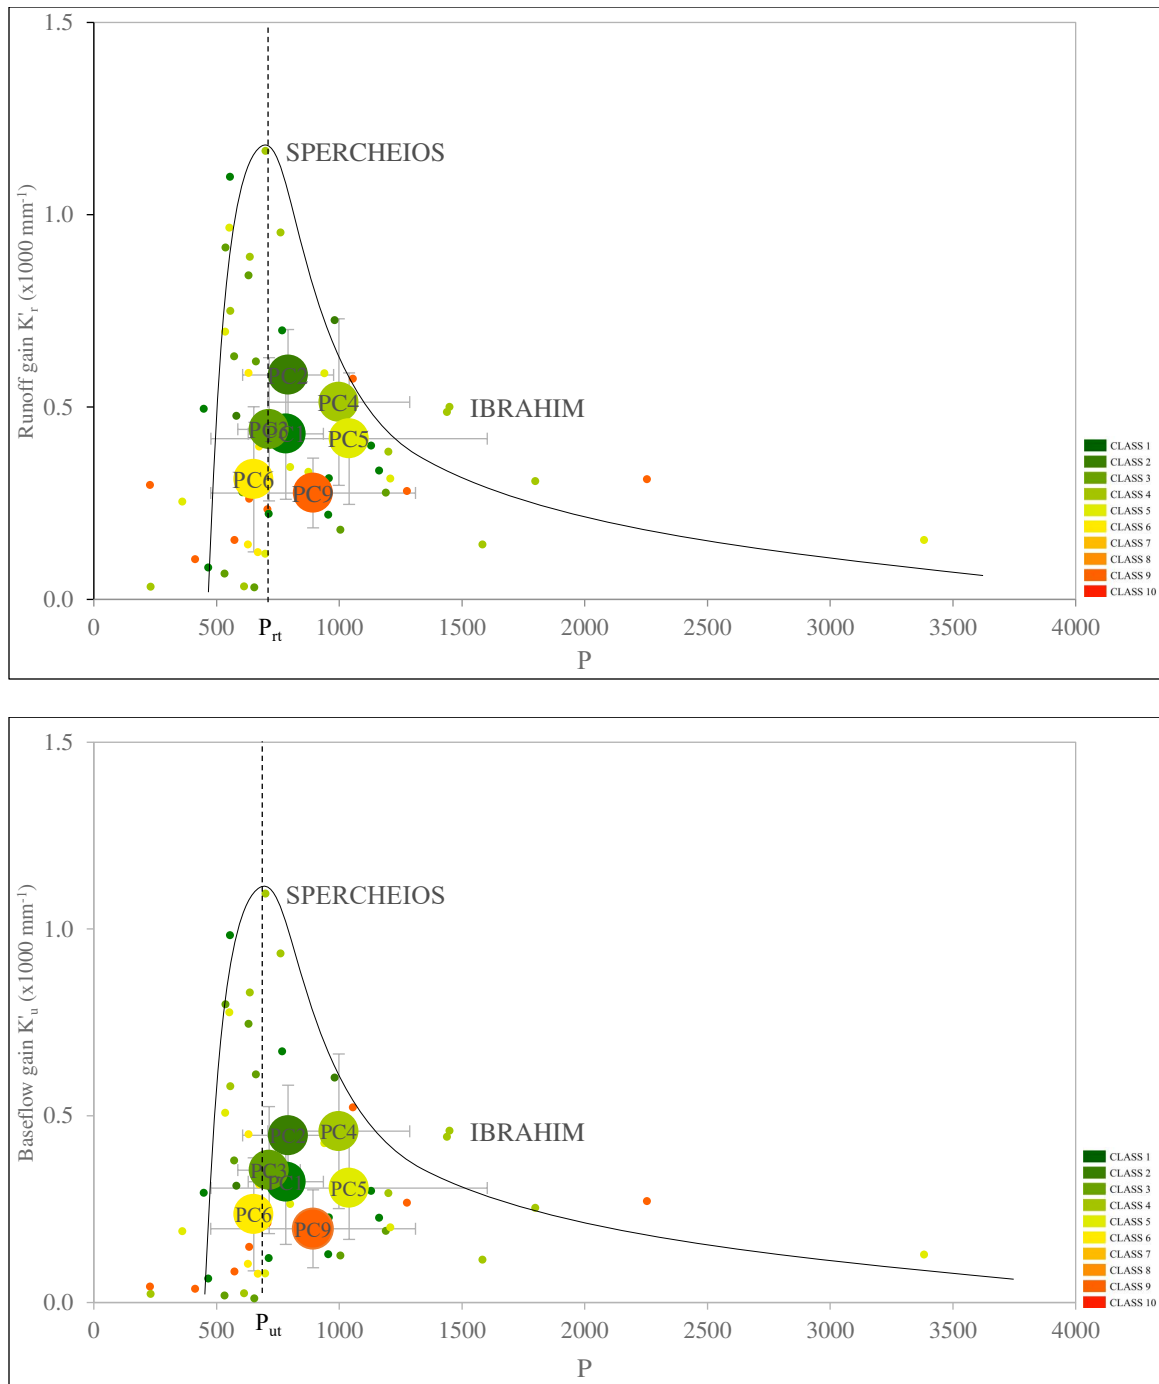 1.5
1.0
0.5
0.0
Runoff gain K'r (x1000 mm-1)
SPERCHEIOS
IBRAHIM
PC2
PC4
PC3
PC5
PC6
PC9
CLASS 1
CLASS 2
CLASS 3
CLASS 4
CLASS 5
CLASS 6
CLASS 7
CLASS 8
CLASS 9
CLASS 10
0 500 1000 1500 2000 2500 3000 3500 4000
Prt
P
1.5
1.0
0.5
0.0
Baseflow gain K'u (x1000 mm-1)
SPERCHEIOS
IBRAHIM
PC2
PC4
PC3
PC5
PC6
PC9
CLASS 1
CLASS 2
CLASS 3
CLASS 4
CLASS 5
CLASS 6
CLASS 7
CLASS 8
CLASS 9
CLASS 10
0 500 1000 1500 2000 2500 3000 3500 4000
Put
P